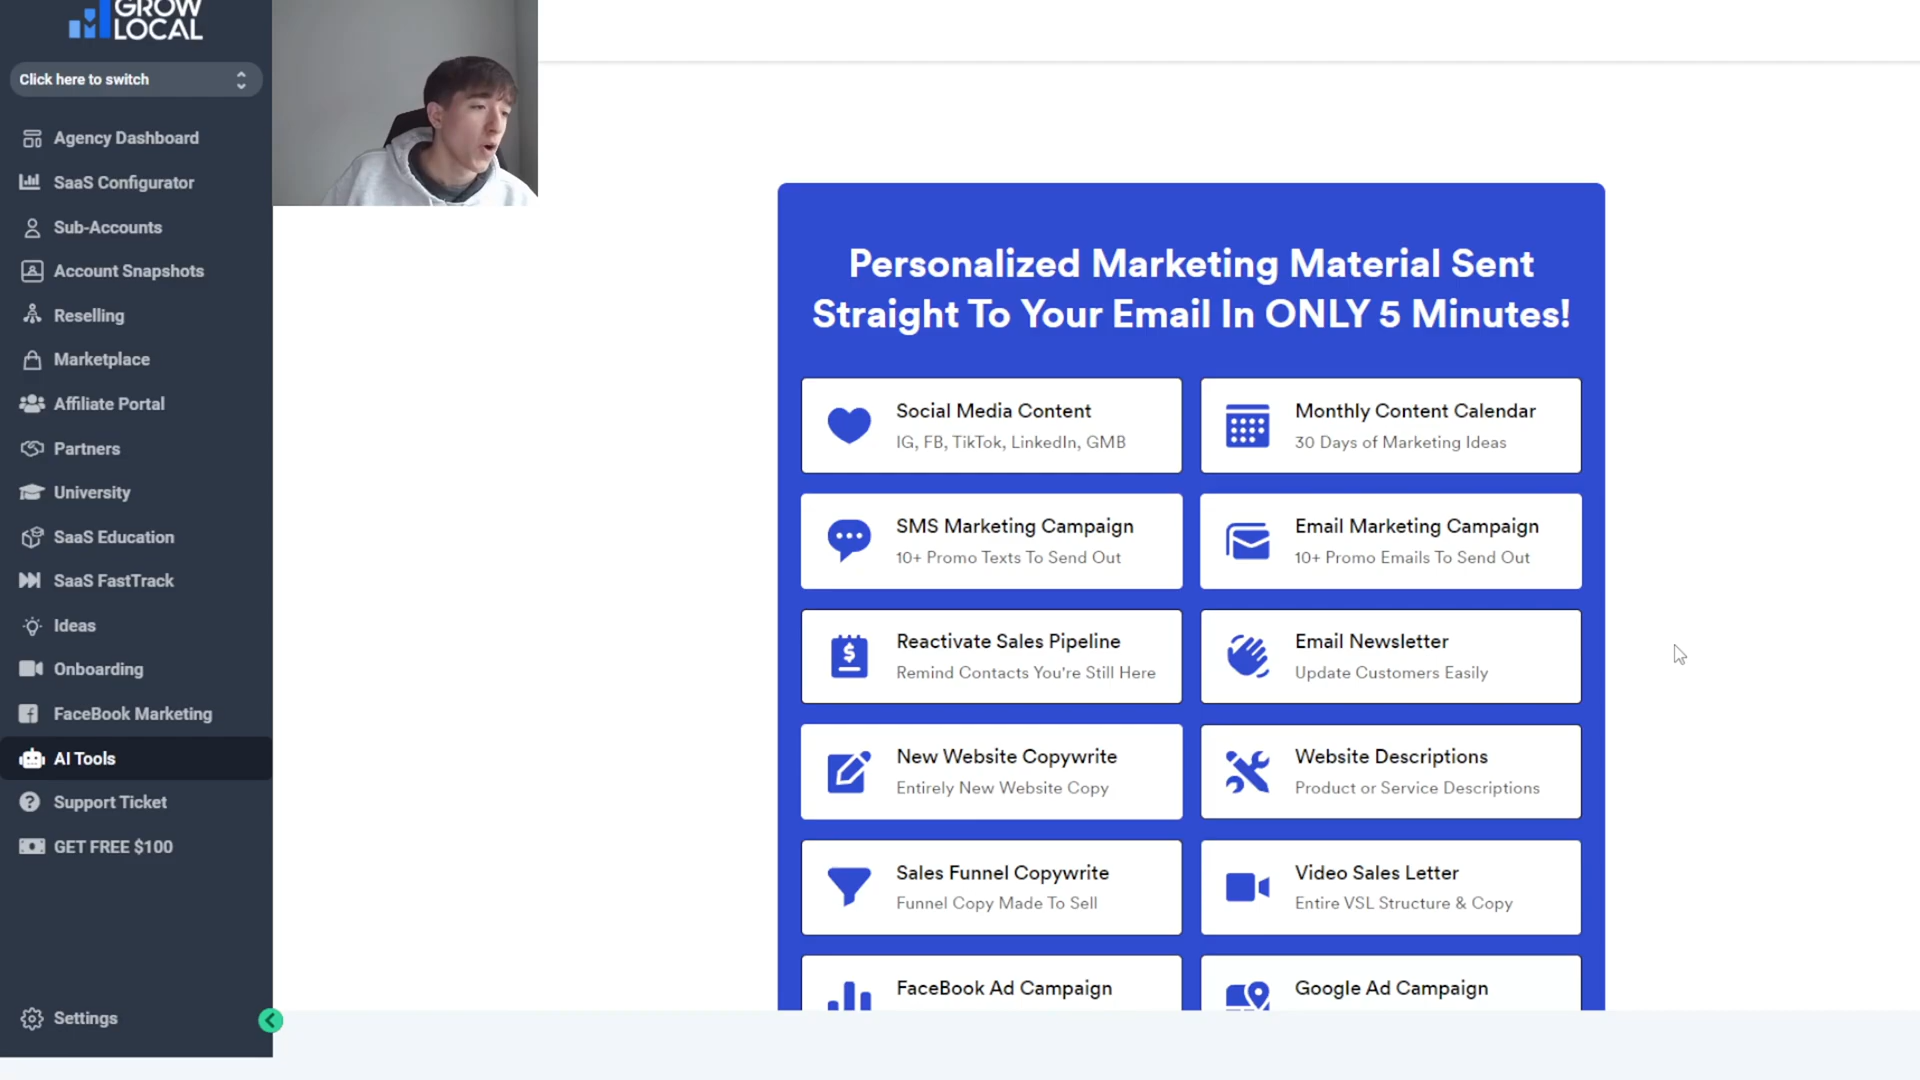 GROW
LOCAL
Click here to switch
Agency Dashboard
SaaS Configurator
Sub-Accounts
Account Snapshots
Reselling
Marketplace
Affiliate Portal
Partners
University
SaaS Education
SaaS FastTrack
Ideas
Onboarding
FaceBook Marketing
AI Tools
Support Ticket
GET FREE $100
Settings
Personalized Marketing Material Sent
Straight To Your Email In ONLY 5 Minutes!
Social Media Content
IG, FB, TikTok, LinkedIn, GMB
Monthly Content Calendar
30 Days of Marketing Ideas
SMS Marketing Campaign
10+ Promo Texts To Send Out
Email Marketing Campaign
10+ Promo Emails To Send Out
Reactivate Sales Pipeline
Remind Contacts You're Still Here
Email Newsletter
Update Customers Easily
New Website Copywrite
Entirely New Website Copy
Website Descriptions
Product or Service Descriptions
Sales Funnel Copywrite
Funnel Copy Made To Sell
Video Sales Letter
Entire VSL Structure & Copy
FaceBook Ad Campaign
Google Ad Campaign